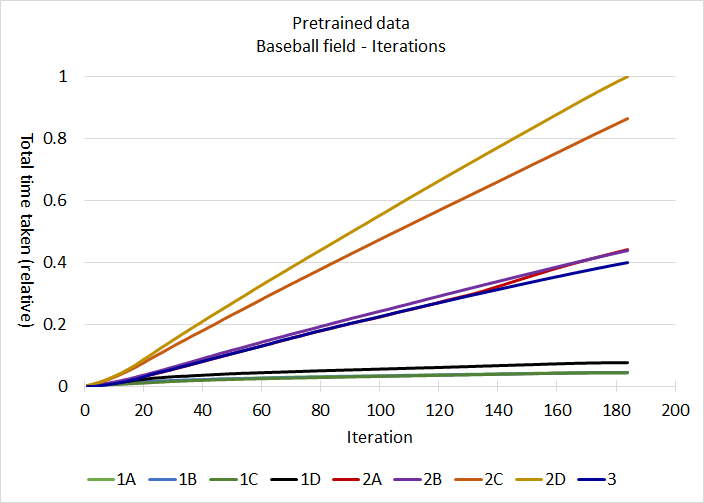 Pretrained data
Baseball field - Iterations
1
0.8
0.6
0.4
0.2
0
Total time taken (relative)
0 20 40 60 80 100 120 140 160 180 200
Iteration
1A 1B 1C 1D 2A 2B 2C 2D 3